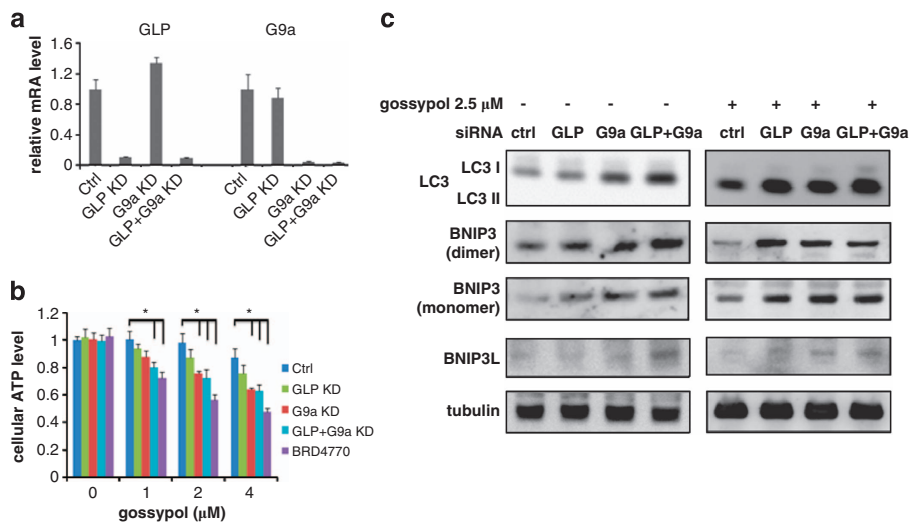 a
GLP G9a
relative mRA level
1.6
1.2
0.8
0.4
0
Ctrl
GLP KD
G9a KD
GLP+G9a KD
Ctrl
GLP KD
G9a KD
GLP+G9a KD
b
cellular ATP level
1.2
1
0.8
0.6
0.4
0.2
0
* * *
Ctrl
GLP KD
G9a KD
GLP+G9a KD
BRD4770
0 1 2 4
gossypol (μM)
c
gossypol 2.5 μM - - - - + + + +
siRNA ctrl GLP G9a GLP+G9a ctrl GLP G9a GLP+G9a
LC3 I
LC3
LC3 II
BNIP3
(dimer)
BNIP3
(monomer)
BNIP3L
tubulin